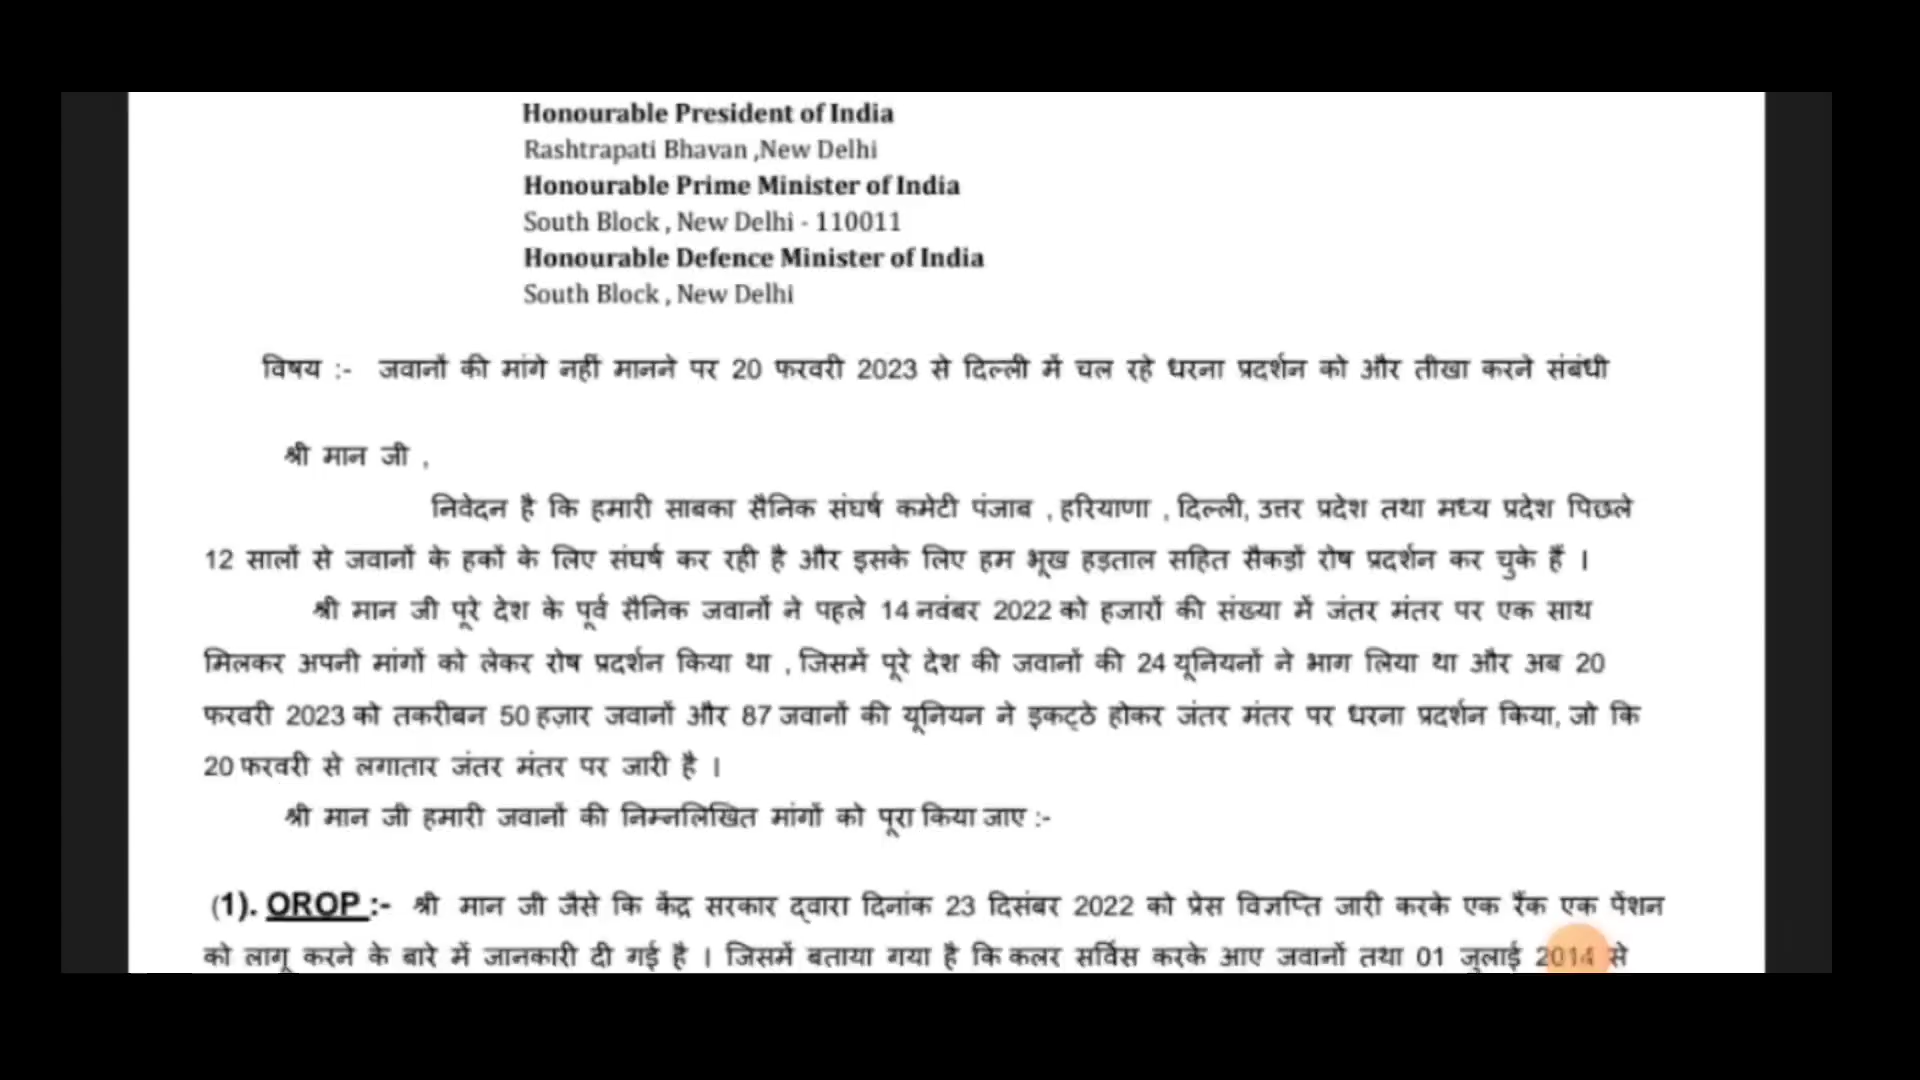 Honourable President of India
Rashtrapati Bhavan ,New Delhi
Honourable Prime Minister of India
South Block , New Delhi - 110011
Honourable Defence Minister of India
South Block , New Delhi
विषय :- जवानों की मांगे नहीं मानने पर 20 फरवरी 2023 से दिल्ली में चल रहे धरना प्रदर्शन को और तीखा करने संबंधी
श्री मान जी ,
निवेदन है कि हमारी साबका सैनिक संघर्ष कमेटी पंजाब , हरियाणा , दिल्ली, उत्तर प्रदेश तथा मध्य प्रदेश पिछले
12 सालों से जवानों के हकों के लिए संघर्ष कर रही है और इसके लिए हम भूख हड़ताल सहित सैकड़ों रोष प्रदर्शन कर चुके हैं ।
श्री मान जी पूरे देश के पूर्व सैनिक जवानों ने पहले 14 नवंबर 2022 को हजारों की संख्या में जंतर मंतर पर एक साथ
मिलकर अपनी मांगों को लेकर रोष प्रदर्शन किया था , जिसमें पूरे देश की जवानों की 24 यूनियनों ने भाग लिया था और अब 20
फरवरी 2023 को तकरीबन 50 हज़ार जवानों और 87 जवानों की यूनियन ने इकट्ठे होकर जंतर मंतर पर धरना प्रदर्शन किया, जो कि
20 फरवरी से लगातार जंतर मंतर पर जारी है ।
श्री मान जी हमारी जवानों की निम्नलिखित मांगों को पूरा किया जाए :-
(1). OROP :- श्री मान जी जैसे कि केंद्र सरकार द्वारा दिनांक 23 दिसंबर 2022 को प्रेस विज्ञप्ति जारी करके एक रैंक एक पेंशन
को लागू करने के बारे में जानकारी दी गई है । जिसमें बताया गया है कि कलर सर्विस करके आए जवानों तथा 01 जुलाई 2014 से